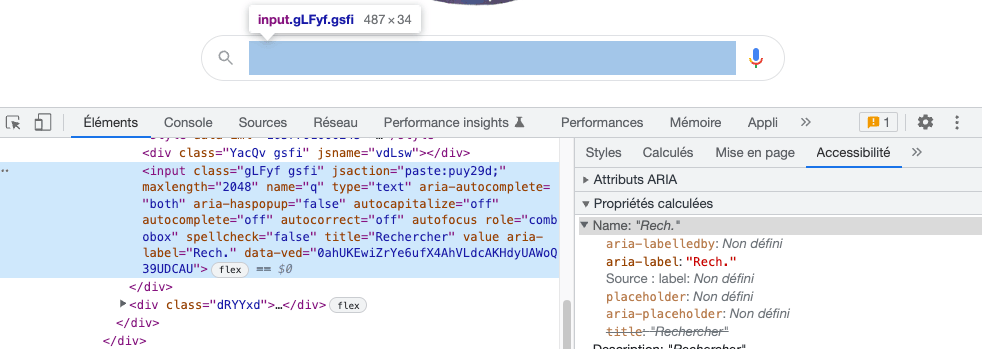 input.gLFyf.gsfi 487 × 34
Éléments Console Sources Réseau Performance insights Performances Mémoire Appli » 1
<div class="YacQv gsfi" jsname="vdLsw"></div>
<input class="gLFyf gsfi" jsaction="paste:puy29d;"
maxlength="2048" name="q" type="text" aria-autocomplete=
"both" aria-haspopup="false" autocapitalize="off"
autocomplete="off" autocorrect="off" autofocus role="comb
obox" spellcheck="false" title="Rechercher" value aria-
label="Rech." data-ved="0ahUKEwiZrYe6ufX4AhVLdcAKHdyUAWoQ
39UDCAU"> flex == $0
</div>
<div class="dRYYxd">…</div> flex
</div>
</div>
Styles Calculés Mise en page Accessibilité »
Attributs ARIA
Propriétés calculées
Name: "Rech."
aria-labelledby: Non défini
aria-label: "Rech."
Source : label: Non défini
placeholder: Non défini
aria-placeholder: Non défini
title: "Rechercher"
Description: "Rechercher"